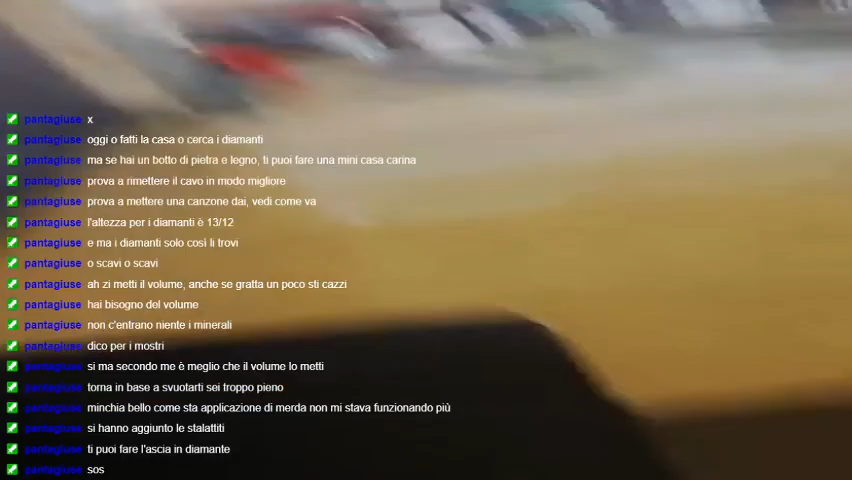 pantagiuse x
pantagiuse oggi o fatti la casa o cerca i diamanti
pantagiuse ma se hai un botto di pietra e legno, ti puoi fare una mini casa carina
pantagiuse prova a rimettere il cavo in modo migliore
pantagiuse prova a mettere una canzone dai, vedi come va
pantagiuse l'altezza per i diamanti è 13/12
pantagiuse e ma i diamanti solo così li trovi
pantagiuse o scavi o scavi
pantagiuse ah zi metti il volume, anche se gratta un poco sti cazzi
pantagiuse hai bisogno del volume
pantagiuse non c'entrano niente i minerali
pantagiuse dico per i mostri
pantagiuse si ma secondo me è meglio che il volume lo metti
pantagiuse torna in base a svuotarti sei troppo pieno
pantagiuse minchia bello come sta applicazione di merda non mi stava funzionando più
pantagiuse si hanno aggiunto le stalattiti
pantagiuse ti puoi fare l'ascia in diamante
pantagiuse sos